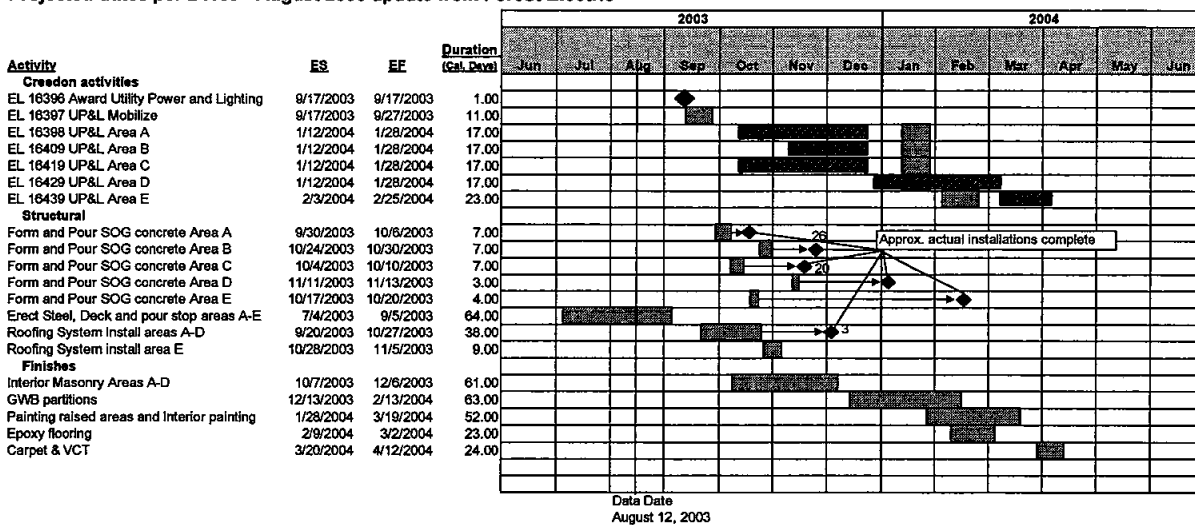 2003 2004
Activity ES EF Duration (Cal. Days) Jun Jul Aug Sep Oct Nov Dec Jan Feb Mar Apr May Jun
Creedon activities
EL 16396 Award Utility Power and Lighting 9/17/2003 9/17/2003 1.00
EL 16397 UP&L Mobilize 9/17/2003 9/27/2003 11.00
EL 16398 UP&L Area A 1/12/2004 1/28/2004 17.00
EL 16409 UP&L Area B 1/12/2004 1/28/2004 17.00
EL 16419 UP&L Area C 1/12/2004 1/28/2004 17.00
EL 16429 UP&L Area D 1/12/2004 1/28/2004 17.00
EL 16439 UP&L Area E 2/3/2004 2/25/2004 23.00
Structural
Form and Pour SOG concrete Area A 9/30/2003 10/6/2003 7.00 26
Form and Pour SOG concrete Area B 10/24/2003 10/30/2003 7.00 Approx. actual installations complete
Form and Pour SOG concrete Area C 10/4/2003 10/10/2003 7.00 20
Form and Pour SOG concrete Area D 11/11/2003 11/13/2003 3.00
Form and Pour SOG concrete Area E 10/17/2003 10/20/2003 4.00
Erect Steel, Deck and pour stop areas A-E 7/4/2003 9/5/2003 64.00
Roofing System Install areas A-D 9/20/2003 10/27/2003 38.00 3
Roofing System install area E 10/28/2003 11/5/2003 9.00
Finishes
Interior Masonry Areas A-D 10/7/2003 12/6/2003 61.00
GWB partitions 12/13/2003 2/13/2004 63.00
Painting raised areas and Interior painting 1/28/2004 3/19/2004 52.00
Epoxy flooring 2/9/2004 3/2/2004 23.00
Carpet & VCT 3/20/2004 4/12/2004 24.00
Data Date
August 12, 2003